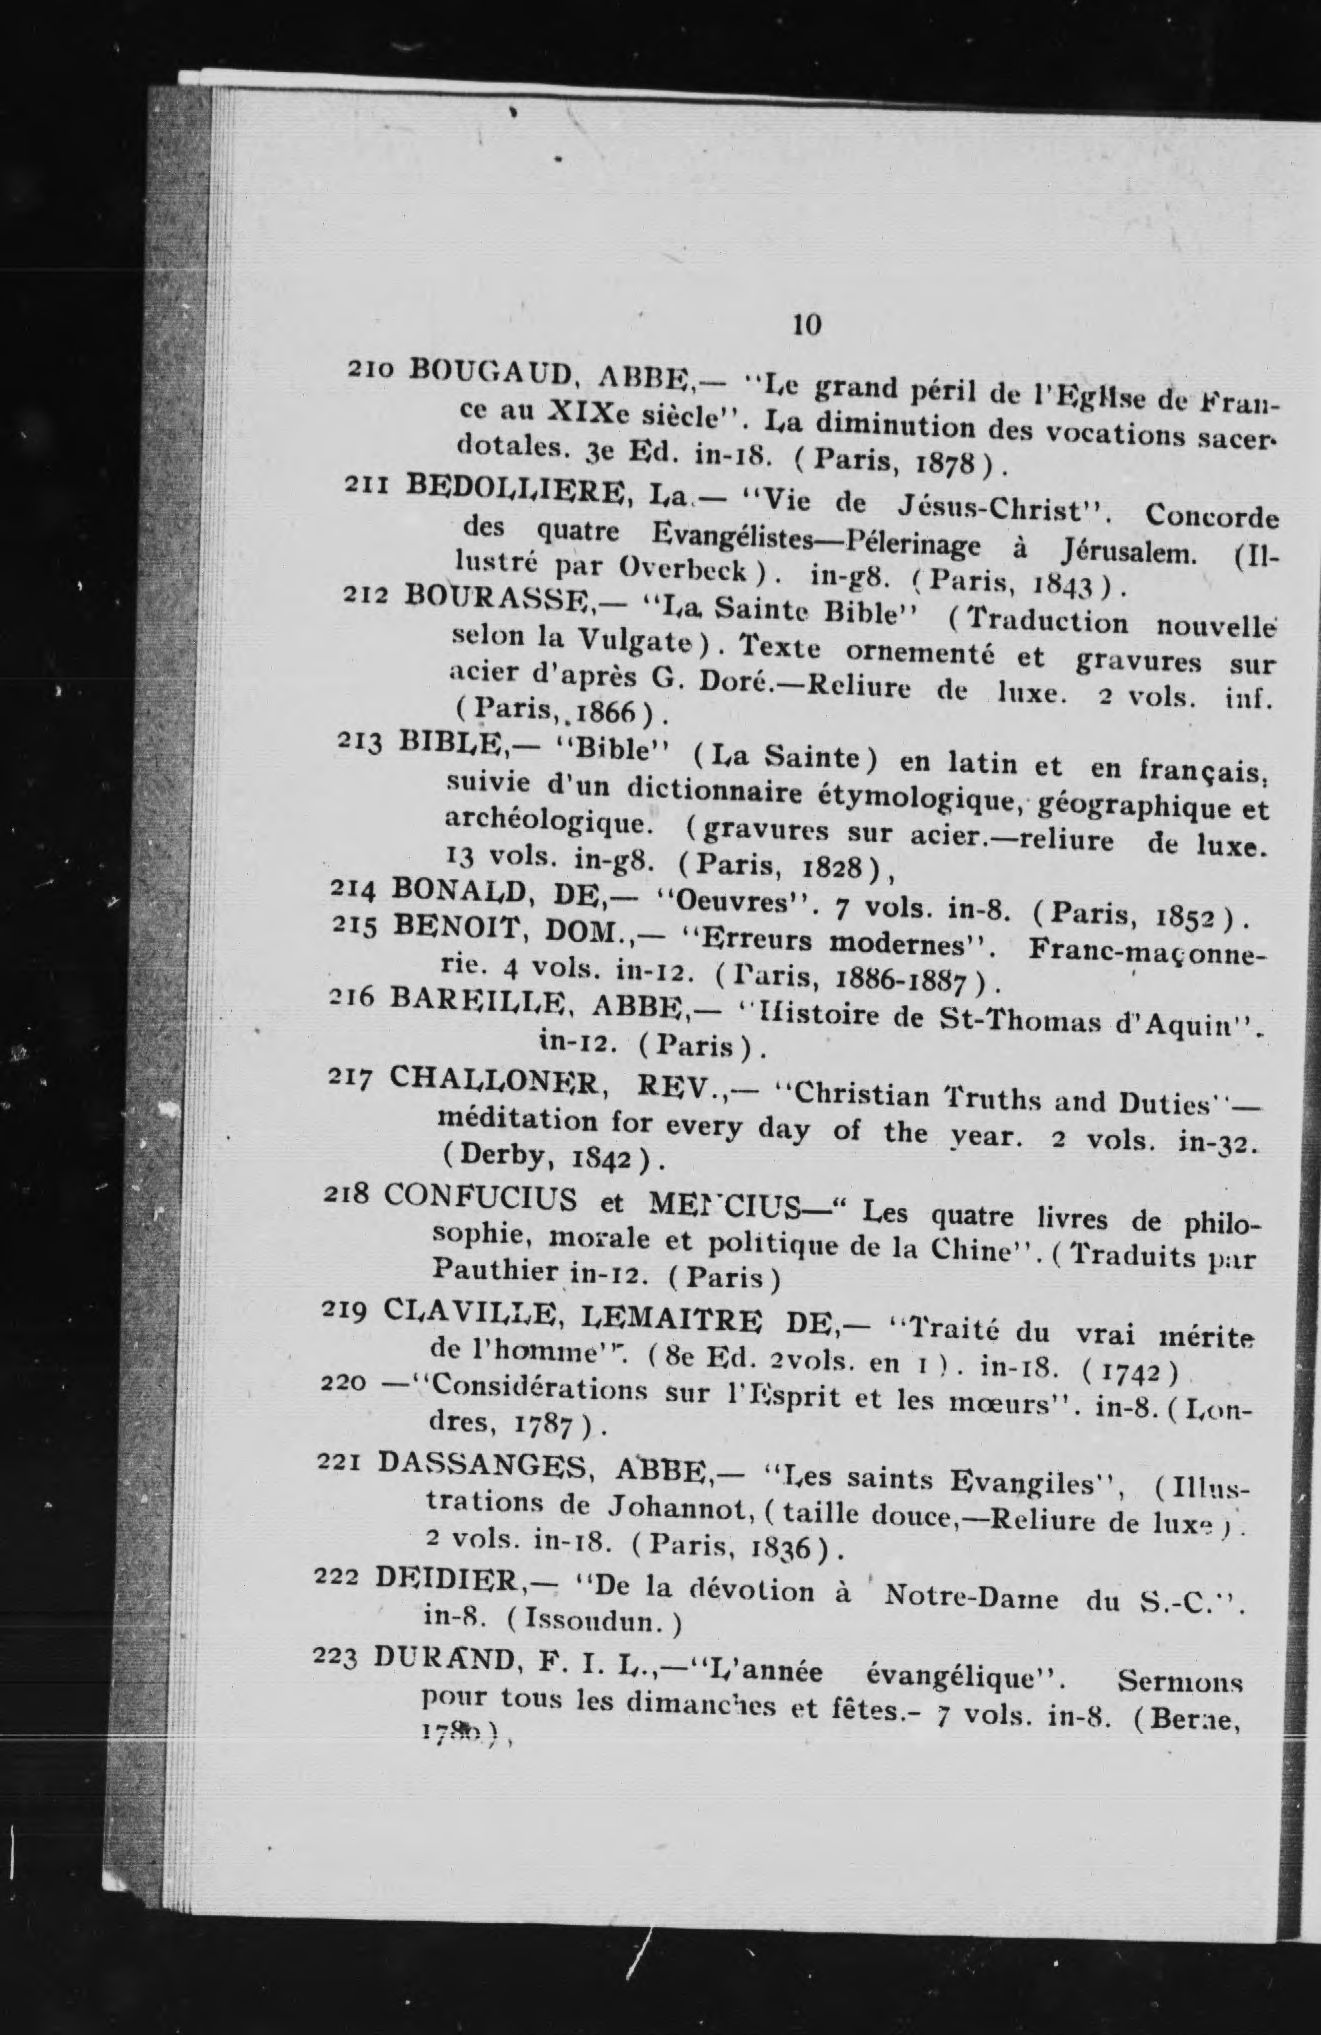 10
210 BOUGAUD, ABBE,— "Le grand péril de l'Eglise de Fran-
ce au XIXe siècle". La diminution des vocations sacer-
dotales. 3e Ed. in-18. (Paris, 1878).
211 BEDOLLIERE, La.— "Vie de Jésus-Christ". Concorde
des quatre Evangélistes—Pélerinage à Jérusalem. (Il-
lustré par Overbeck). in-g8. (Paris, 1843).
212 BOURASSE,— "La Sainte Bible" (Traduction nouvelle
selon la Vulgate). Texte ornementé et gravures sur
acier d'après G. Doré.—Reliure de luxe. 2 vols. inf.
(Paris, 1866).
213 BIBLE,— "Bible" (La Sainte) en latin et en français,
suivie d'un dictionnaire étymologique, géographique et
archéologique. (gravures sur acier.—reliure de luxe.
13 vols. in-g8. (Paris, 1828),
214 BONALD, DE,— "Oeuvres". 7 vols. in-8. (Paris, 1852).
215 BENOIT, DOM.,— "Erreurs modernes". Franc-maçonne-
rie. 4 vols. in-12. (Paris, 1886-1887).
216 BAREILLE, ABBE,— "Histoire de St-Thomas d'Aquin".
in-12. (Paris).
217 CHALLONER, REV.,— "Christian Truths and Duties"—
méditation for every day of the year. 2 vols. in-32.
(Derby, 1842).
218 CONFUCIUS et MENCIUS—" Les quatre livres de philo-
sophie, morale et politique de la Chine". (Traduits par
Pauthier in-12. (Paris)
219 CLAVILLE, LEMAITRE DE,— "Traité du vrai mérite
de l'homme". (8e Ed. 2vols. en 1). in-18. (1742)
220 —"Considérations sur l'Esprit et les mœurs". in-8. (Lon-
dres, 1787).
221 DASSANGES, ABBE,— "Les saints Evangiles", (Illus-
trations de Johannot, (taille douce,—Reliure de luxe).
2 vols. in-18. (Paris, 1836).
222 DEIDIER,— "De la dévotion à Notre-Dame du S.-C.".
in-8. (Issoudun.)
223 DURAND, F. I. L.,—"L'année évangélique". Sermons
pour tous les dimanches et fêtes.- 7 vols. in-8. (Berne,